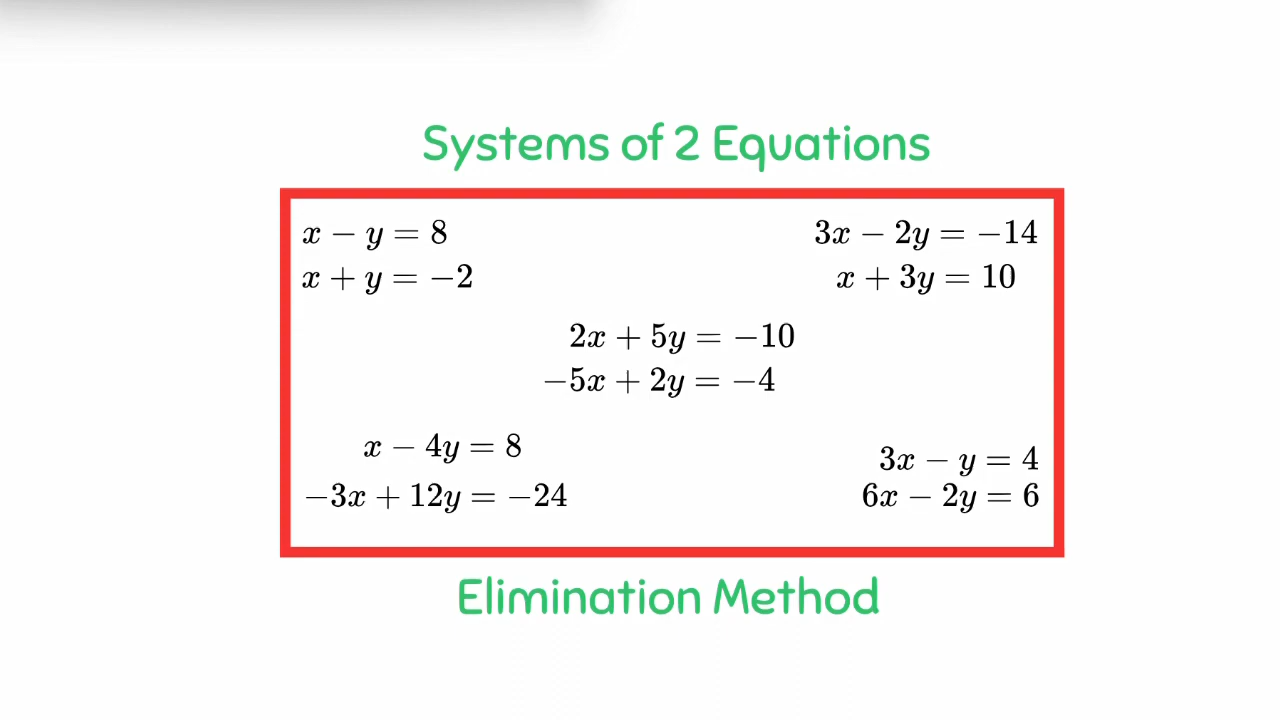 Systems of 2 Equations
x − y = 8
x + y = −2
3x − 2y = −14
x + 3y = 10
2x + 5y = −10
−5x + 2y = −4
x − 4y = 8
−3x + 12y = −24
3x − y = 4
6x − 2y = 6
Elimination Method